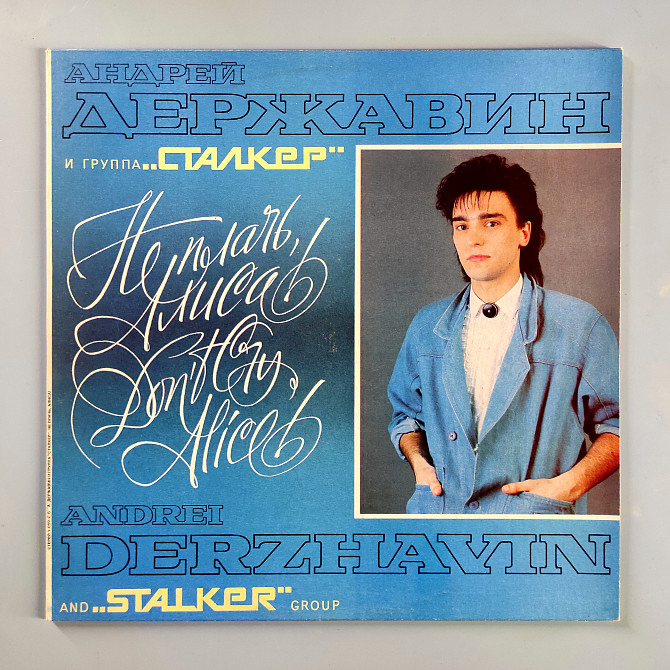 АНДРЕЙ
ДЕРЖАВИН
И ГРУППА „СТАЛКЕР"
Не плачь,
Алиса!
Don't Cry,
Alice!
ANDREI
DERZHAVIN
AND „STALKER" GROUP